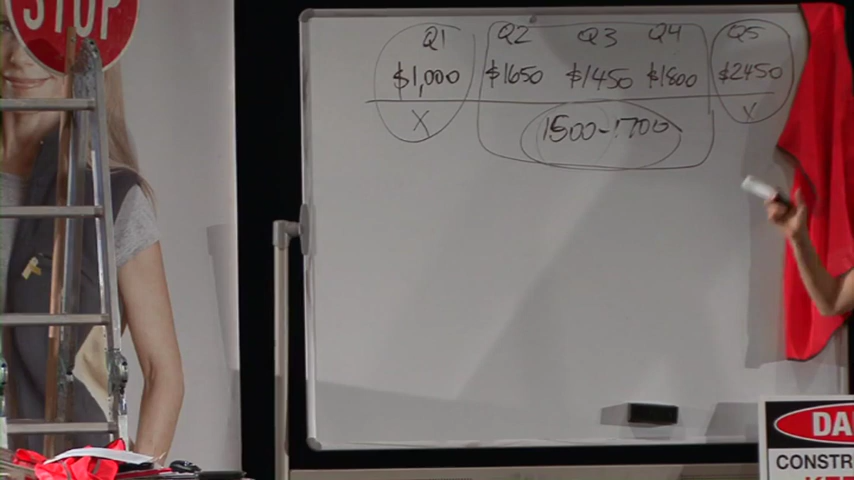 STOP
Q1 Q2 Q3 Q4 Q5
$1,000 $1650 $1450 $1800 $2450
X 1500-1700 X
DA
CONSTR